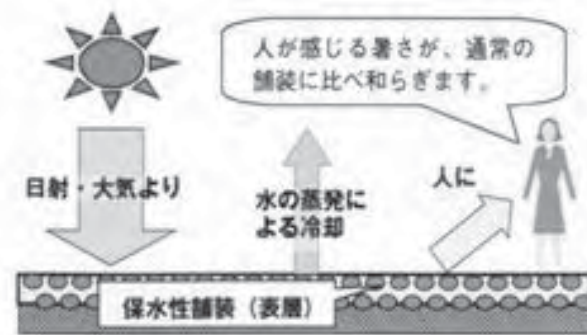 人が感じる暑さが、通常の
舗装に比べ和らぎます。
日射・大気より
水の蒸発に
よる冷却
人に
保水性舗装（表層）